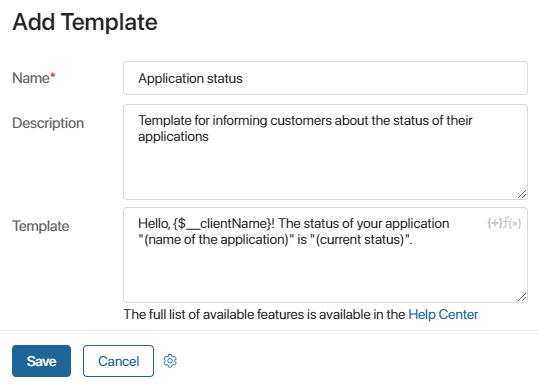 Add Template
Name*
Application status
Description
Template for informing customers about the status of their
applications
Template
Hello, {$__clientName}! The status of your application
"(name of the application)" is "(current status)".
{+}f(x)
The full list of available features is available in the Help Center
Save
Cancel